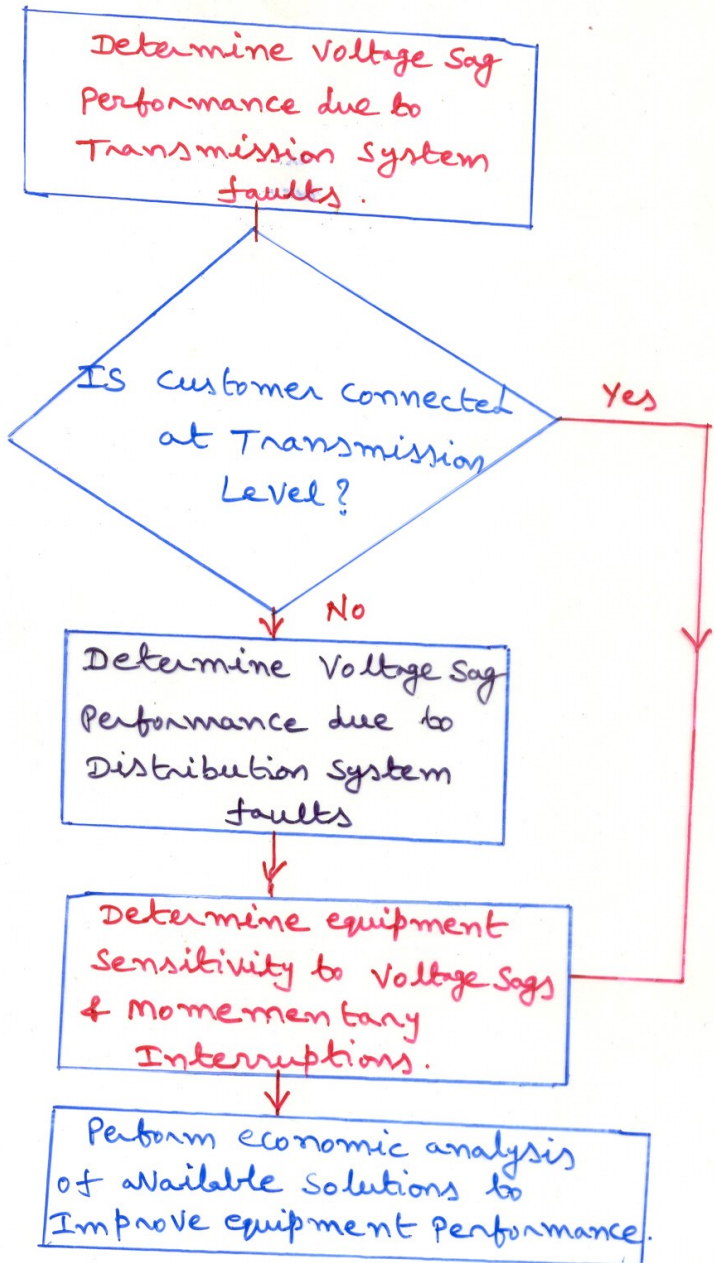 Determine Voltage Sag
Performance due to
Transmission System
faults.
Is Customer Connected
at Transmission
Level?
Yes
No
Determine Voltage Sag
Performance due to
Distribution System
faults
Determine equipment
Sensitivity to Voltage Sags
& Momementary
Interruptions.
Perform economic analysis
of available Solutions to
Improve equipment Performance.